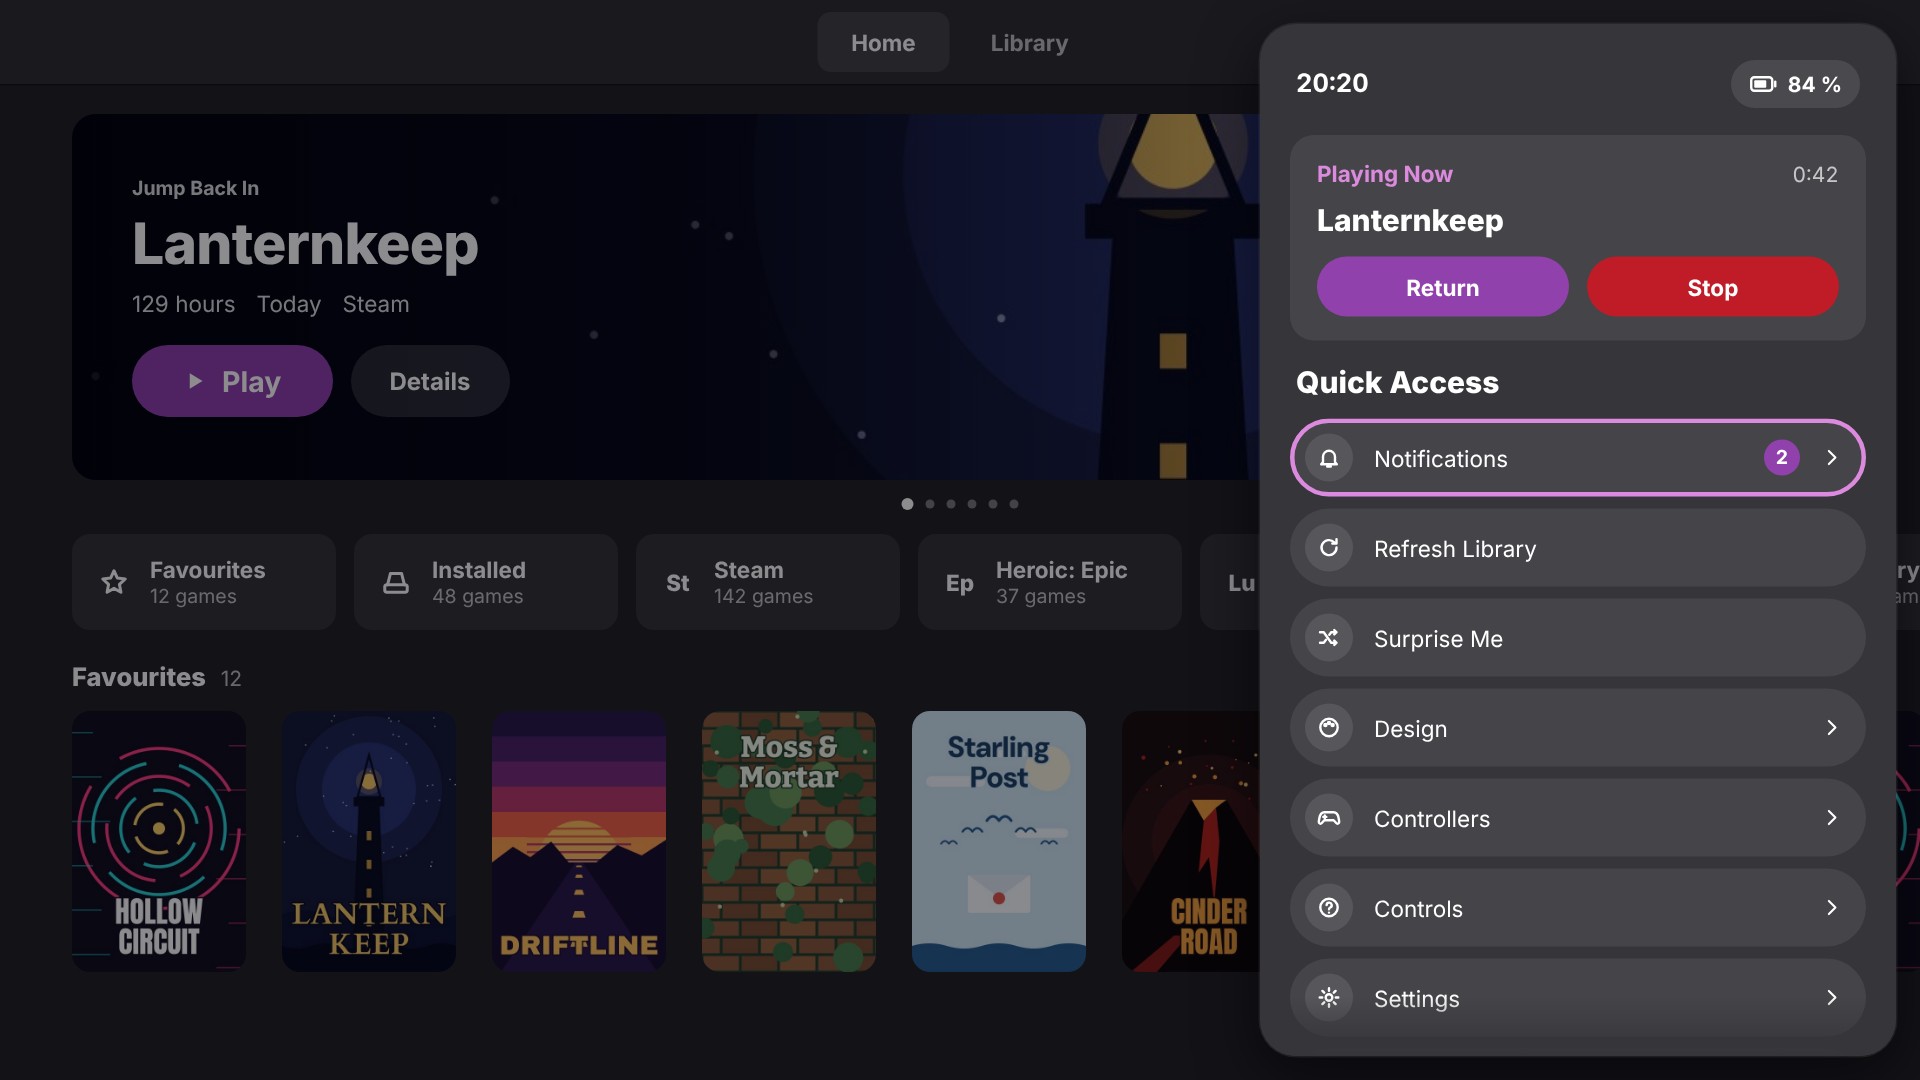 Home
Library
Jump Back In
Lanternkeep
129 hours Today Steam
Play
Details
Favourites
12 games
Installed
48 games
St
Steam
142 games
Ep
Heroic: Epic
37 games
Lu
Favourites 12
HOLLOW
CIRCUIT
LANTERN
KEEP
DRIFTLINE
Moss &
Mortar
Starling
Post
CINDER
ROAD
20:20
84 %
Playing Now
0:42
Lanternkeep
Return
Stop
Quick Access
Notifications
2
Refresh Library
Surprise Me
Design
Controllers
Controls
Settings